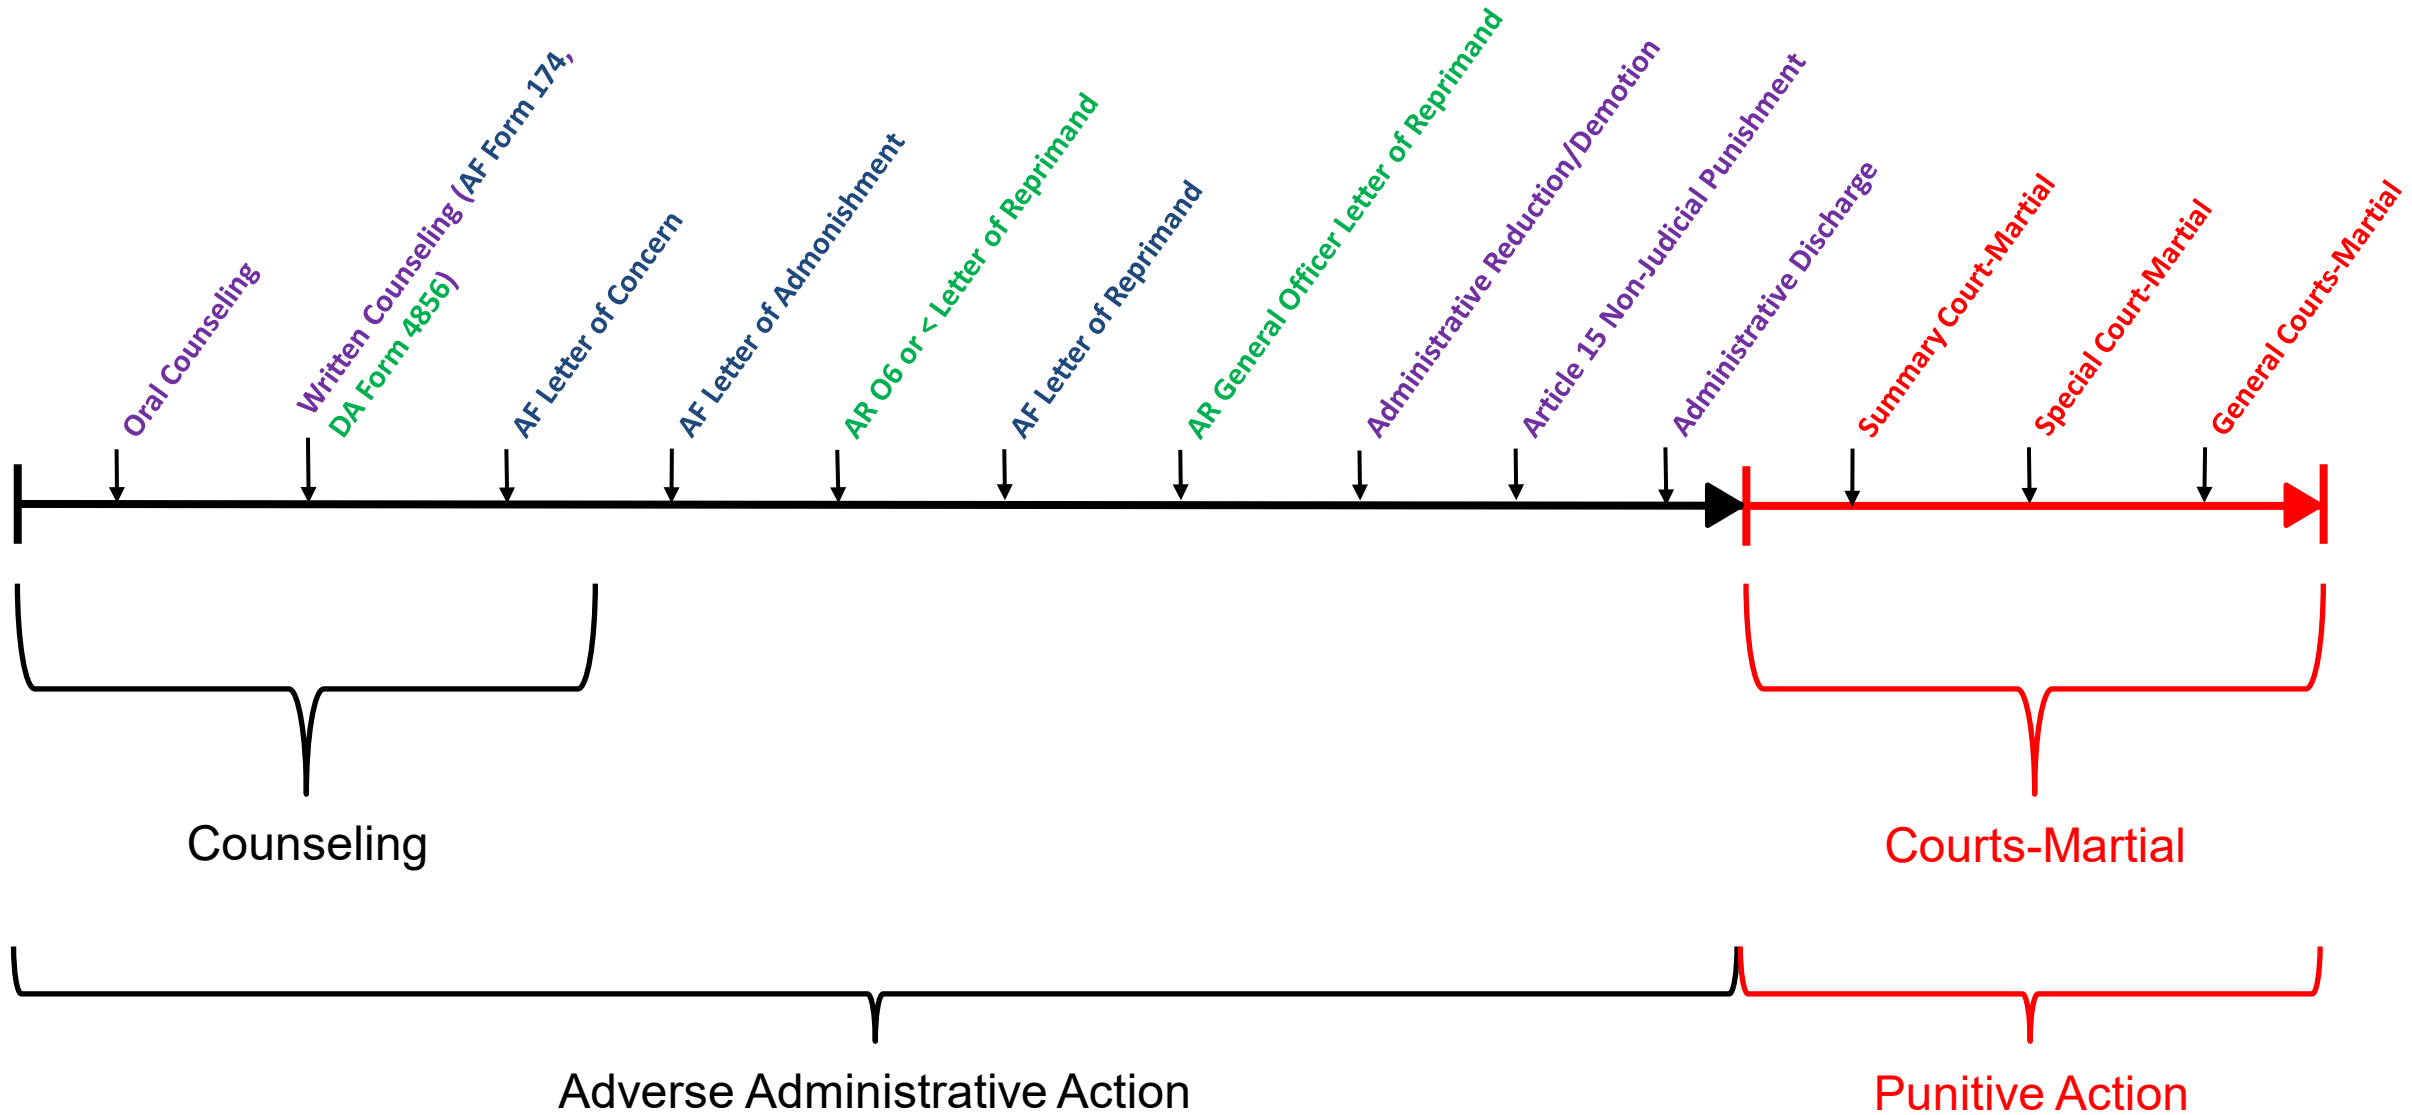 Oral Counseling
Written Counseling (AF Form 174,
DA Form 4856)
AF Letter of Concern
AF Letter of Admonishment
AR O6 or < Letter of Reprimand
AF Letter of Reprimand
AR General Officer Letter of Reprimand
Administrative Reduction/Demotion
Article 15 Non-Judicial Punishment
Administrative Discharge
Summary Court-Martial
Special Court-Martial
General Courts-Martial
Counseling
Courts-Martial
Adverse Administrative Action
Punitive Action